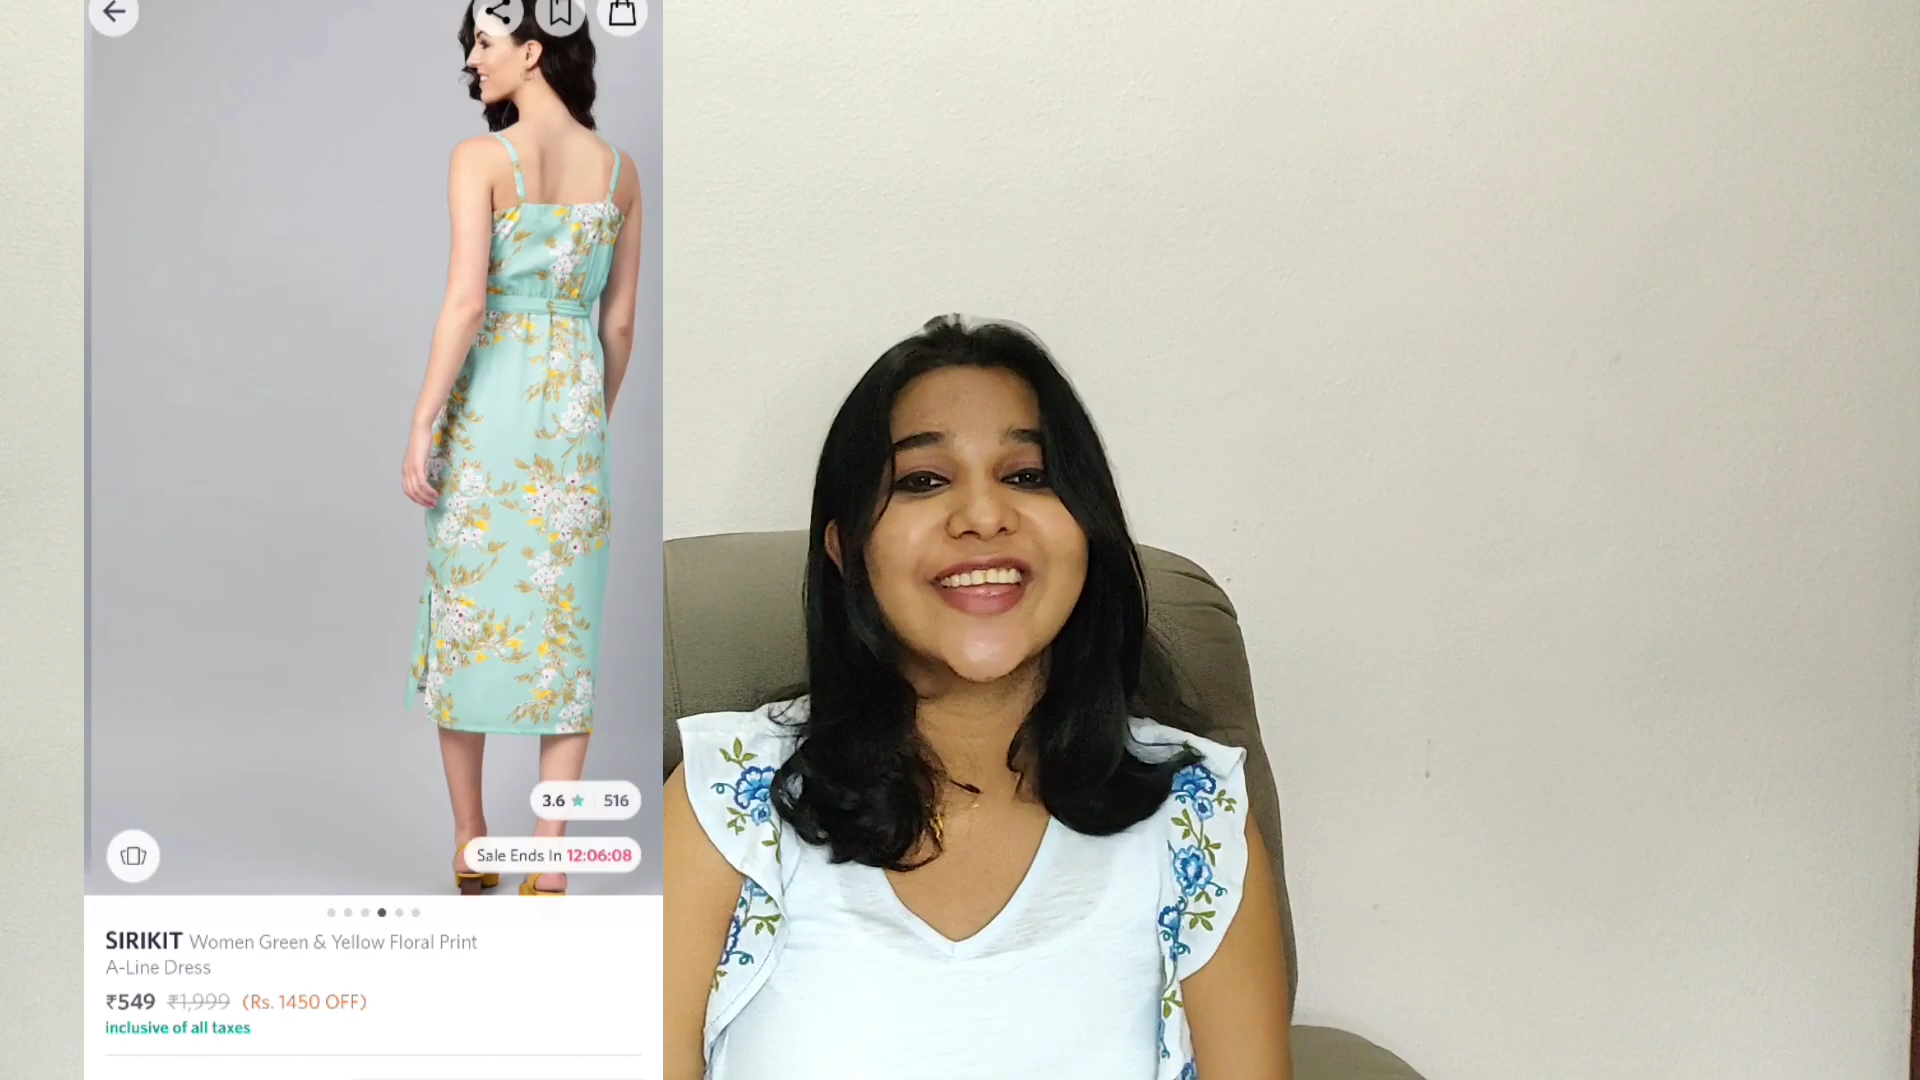 3.6 ★ 516
Sale Ends In 12:06:08
SIRIKIT Women Green & Yellow Floral Print
A-Line Dress
₹549 ₹1,999 (Rs. 1450 OFF)
inclusive of all taxes